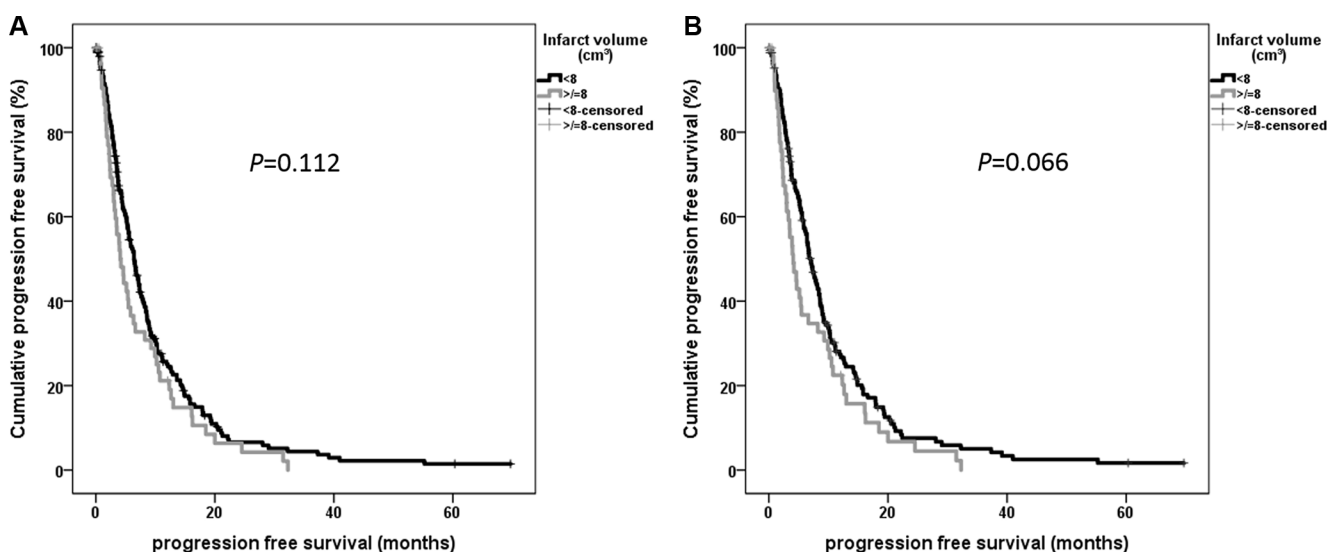 A
Cumulative progression free survival (%)
100
80
60
40
20
0
P=0.112
Infarct volume
(cm³)
<8
>/=8
<8-censored
>/=8-censored
0 20 40 60
progression free survival (months)
B
Cumulative progression free survival (%)
100
80
60
40
20
0
P=0.066
Infarct volume
(cm³)
<8
>/=8
<8-censored
>/=8-censored
0 20 40 60
progression free survival (months)